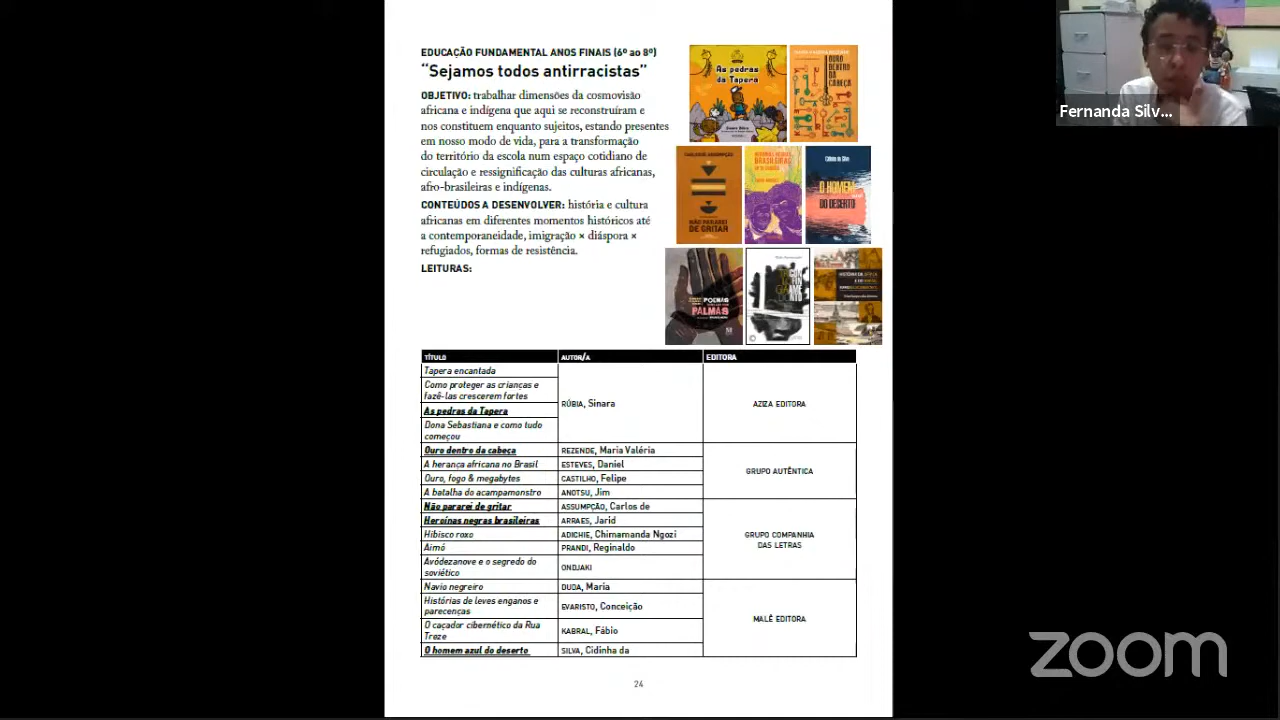 EDUCAÇÃO FUNDAMENTAL ANOS FINAIS (6º ao 8º)
“Sejamos todos antirracistas”
OBJETIVO: trabalhar dimensões da cosmovisão
africana e indígena que aqui se reconstruíram e
nos constituem enquanto sujeitos, estando presentes
em nosso modo de vida, para a transformação
do território da escola num espaço cotidiano de
circulação e ressignificação das culturas africanas,
afro-brasileiras e indígenas.
CONTEÚDOS A DESENVOLVER: história e cultura
africanas em diferentes momentos históricos até
a contemporaneidade, imigração × diáspora ×
refugiados, formas de resistência.
LEITURAS:
As pedras
da Tapera
OURO
DENTRO
DA
CABEÇA
NÃO PARAREI
DE GRITAR
BRASILEIRAS
Cidinha da Silva
O HOMEM
DO DESERTO
POEMAS
PALMAS
Fernanda Silv...
TÍTULO AUTOR/A EDITORA
Tapera encantada
Como proteger as crianças e
fazê-las crescerem fortes
As pedras da Tapera
Dona Sebastiana e como tudo
começou
RÚBIA, Sinara
AZIZA EDITORA
Ouro dentro da cabeça REZENDE, Maria Valéria
A herança africana no Brasil ESTEVES, Daniel
Ouro, fogo & megabytes CASTILHO, Felipe
A batalha do acampamonstro ANOTSU, Jim
GRUPO AUTÊNTICA
Não pararei de gritar ASSUMPÇÃO, Carlos de
Heroínas negras brasileiras ARRAES, Jarid
Hibisco roxo ADICHIE, Chimamanda Ngozi
Aimó PRANDI, Reginaldo
Avódezanove e o segredo do
soviético
ONDJAKI
GRUPO COMPANHIA
DAS LETRAS
Navio negreiro DUDA, Maria
Histórias de leves enganos e
parecenças
EVARISTO, Conceição
O caçador cibernético da Rua
Treze
KABRAL, Fábio
O homem azul do deserto SILVA, Cidinha da
MALÊ EDITORA
24
zoom